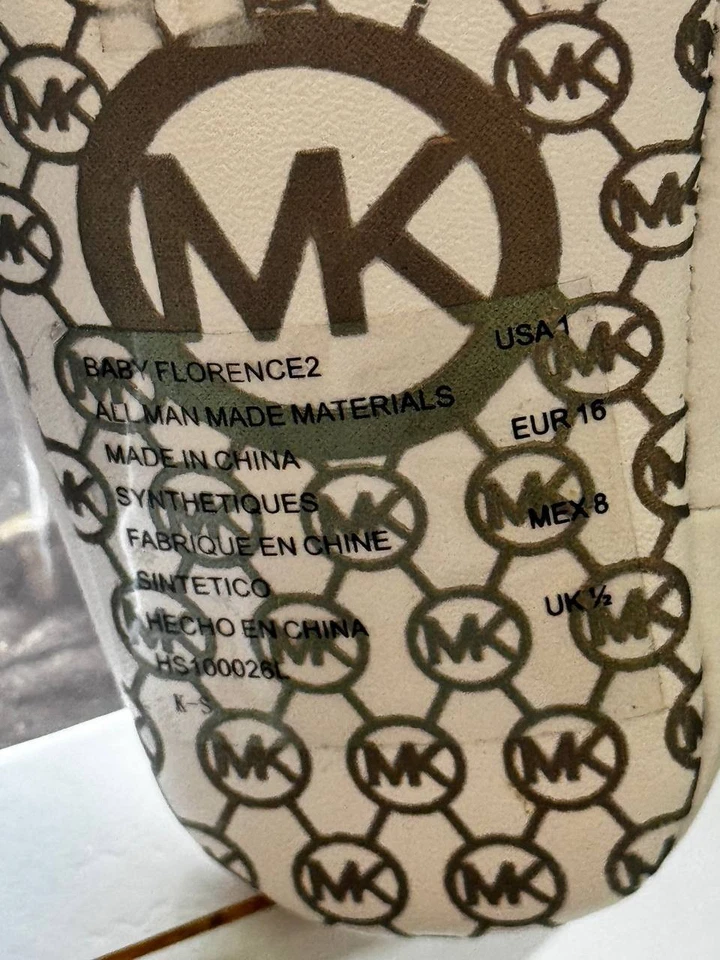 MK
BABY FLORENCE2
USA 1
ALL MAN MADE MATERIALS
EUR 16
MADE IN CHINA
SYNTHETIQUES
MEX 8
FABRIQUE EN CHINE
SINTETICO
UK ½
HECHO EN CHINA
HS100026L
K-S